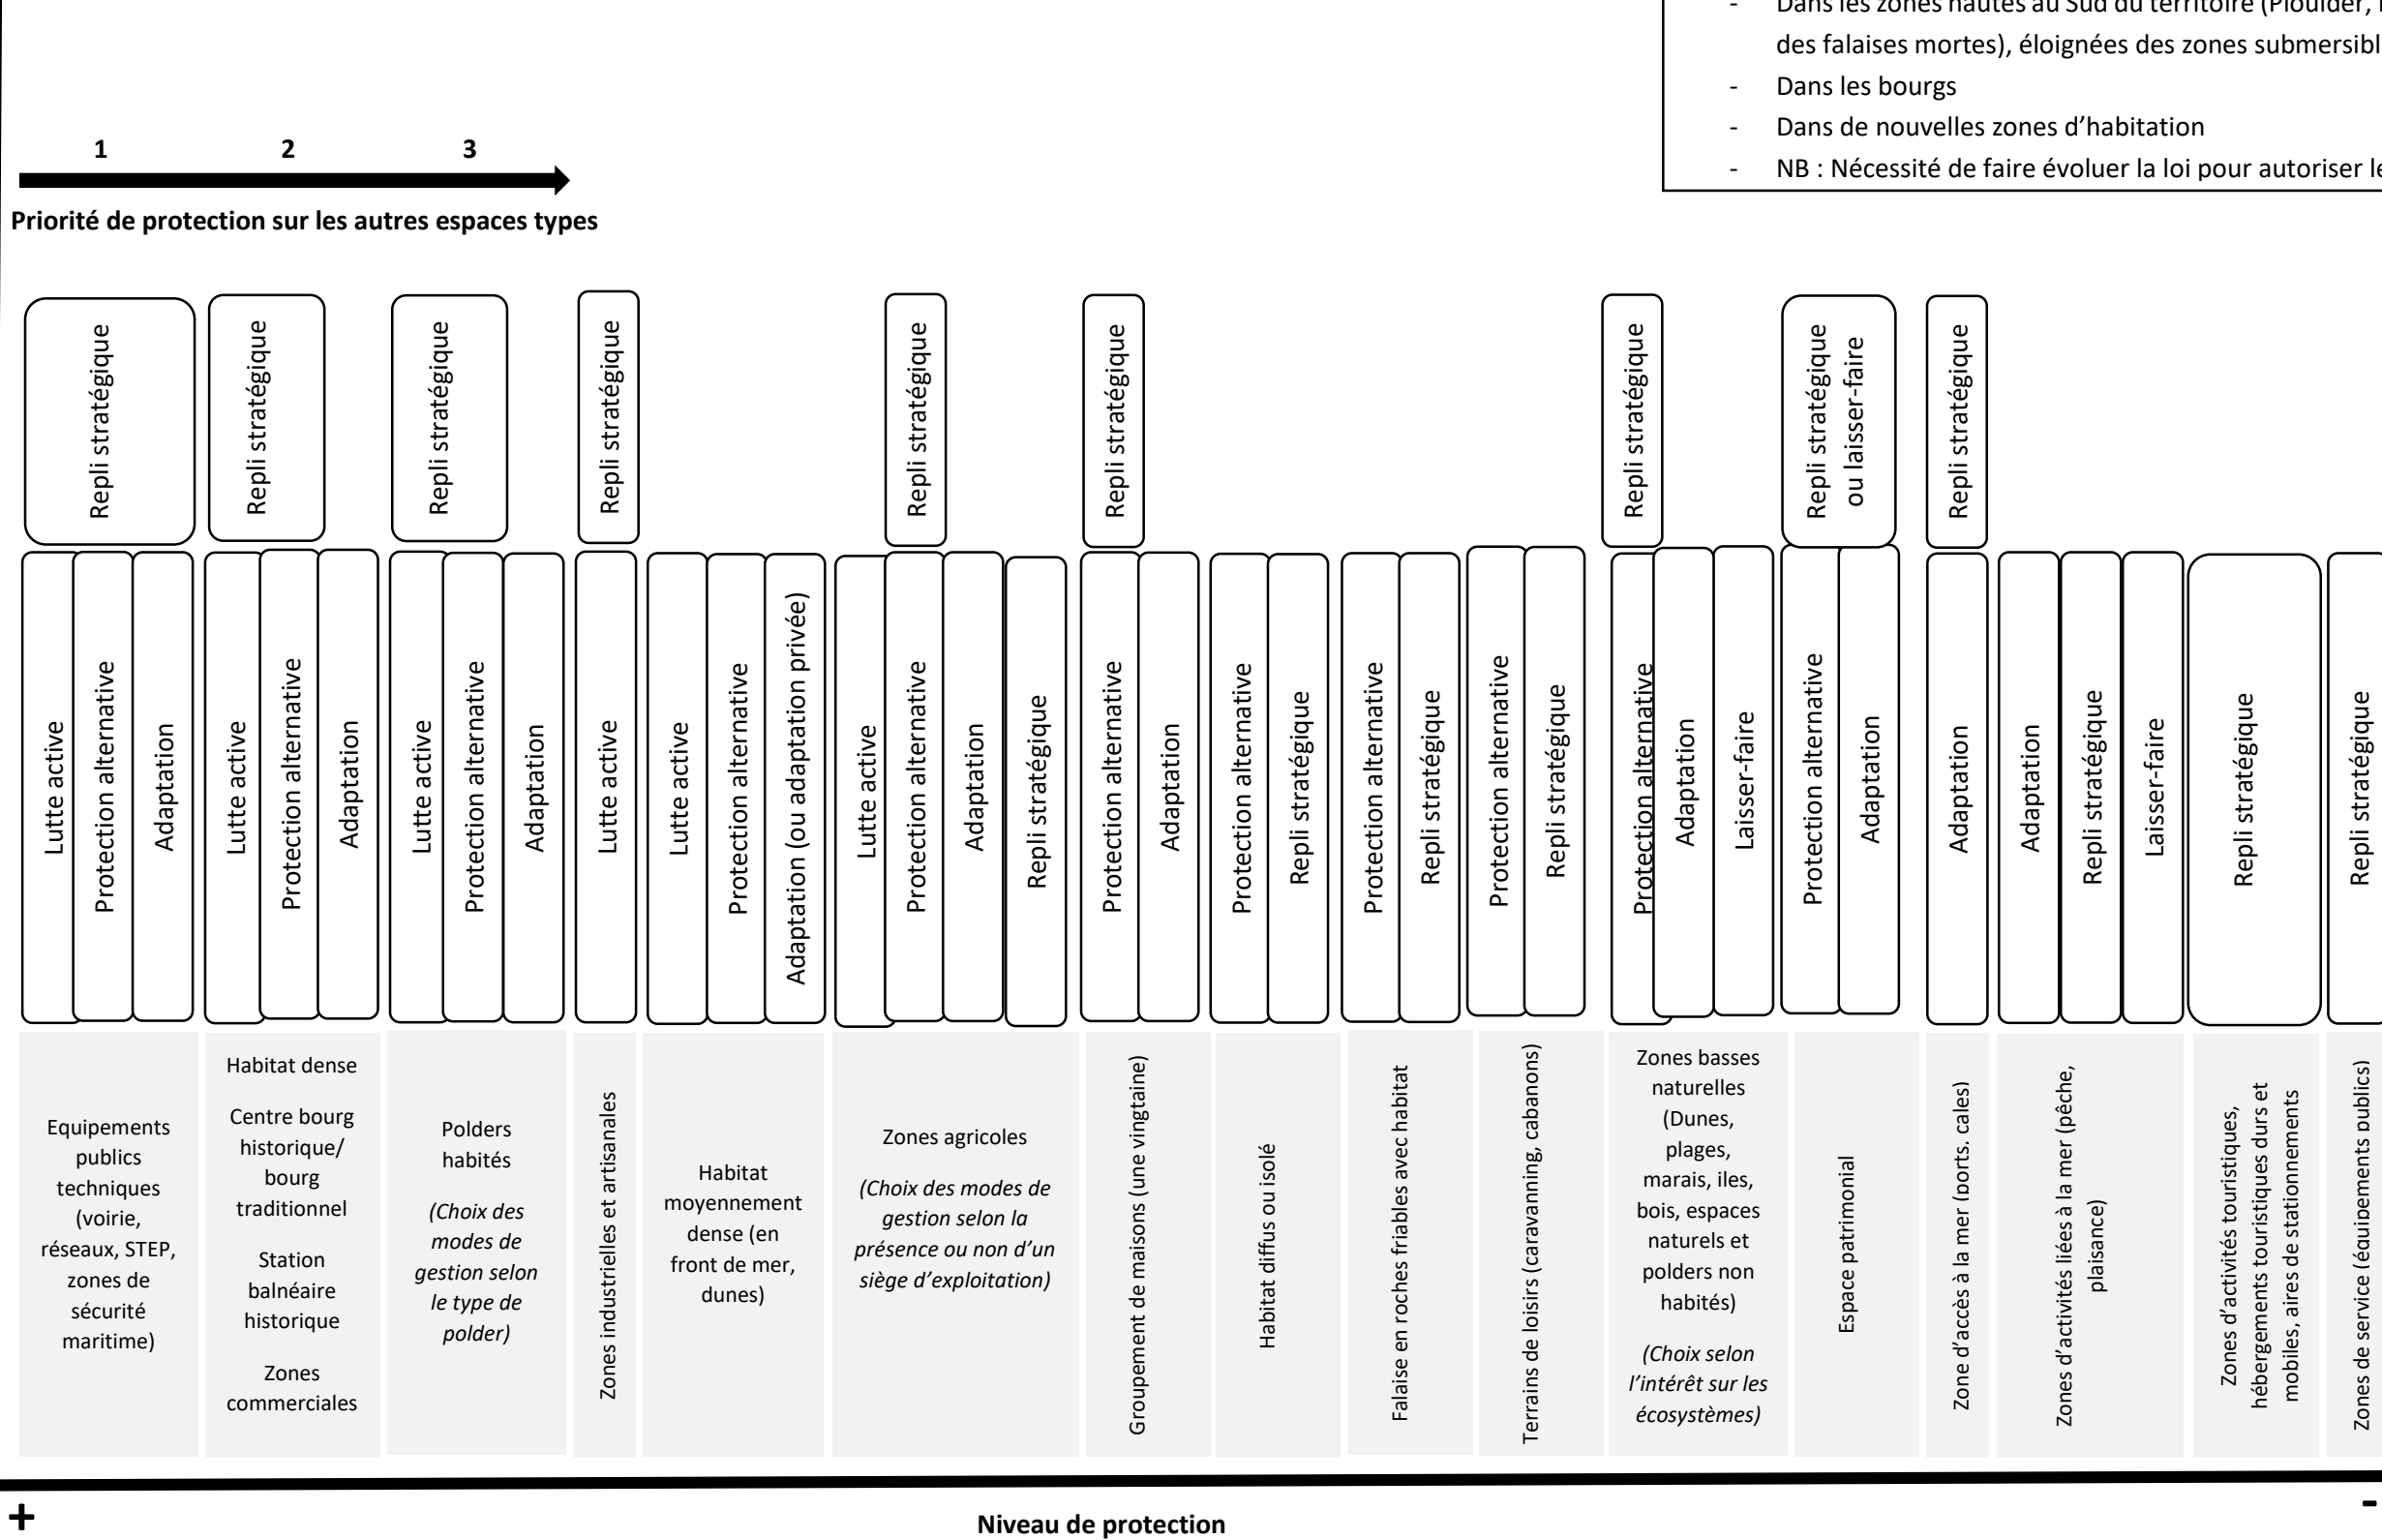 - Dans les zones hautes au Sud du territoire (Plouider,
des falaises mortes), éloignées des zones submersibl
- Dans les bourgs
- Dans de nouvelles zones d’habitation
- NB : Nécessité de faire évoluer la loi pour autoriser le
1 2 3
Priorité de protection sur les autres espaces types
Repli stratégique
Repli stratégique
Repli stratégique
Repli stratégique
Repli stratégique
Repli stratégique
Repli stratégique
Repli stratégique
ou laisser-faire
Repli stratégique
Lutte active
Protection alternative
Adaptation
Lutte active
Protection alternative
Adaptation
Lutte active
Protection alternative
Adaptation
Lutte active
Lutte active
Protection alternative
Adaptation (ou adaptation privée)
Lutte active
Protection alternative
Adaptation
Repli stratégique
Protection alternative
Adaptation
Protection alternative
Repli stratégique
Protection alternative
Repli stratégique
Protection alternative
Repli stratégique
Protection alternative
Adaptation
Laisser-faire
Protection alternative
Adaptation
Adaptation
Adaptation
Repli stratégique
Laisser-faire
Repli stratégique
Repli stratégique
Equipements
publics
techniques
(voirie,
réseaux, STEP,
zones de
sécurité
maritime)
Habitat dense
Centre bourg
historique/
bourg
traditionnel
Station
balnéaire
historique
Zones
commerciales
Polders
habités
(Choix des
modes de
gestion selon
le type de
polder)
Zones industrielles et artisanales
Habitat
moyennement
dense (en
front de mer,
dunes)
Zones agricoles
(Choix des modes de
gestion selon la
présence ou non d’un
siège d’exploitation)
Groupement de maisons (une vingtaine)
Habitat diffus ou isolé
Falaise en roches friables avec habitat
Terrains de loisirs (caravanning, cabanons)
Zones basses
naturelles
(Dunes,
plages,
marais, iles,
bois, espaces
naturels et
polders non
habités)
(Choix selon
l’intérêt sur les
écosystèmes)
Espace patrimonial
Zone d’accès à la mer (ports, cales)
Zones d’activités liées à la mer (pêche,
plaisance)
Zones d’activités touristiques,
hébergements touristiques durs et
mobiles, aires de stationnements
Zones de service (équipements publics)
+ -
Niveau de protection